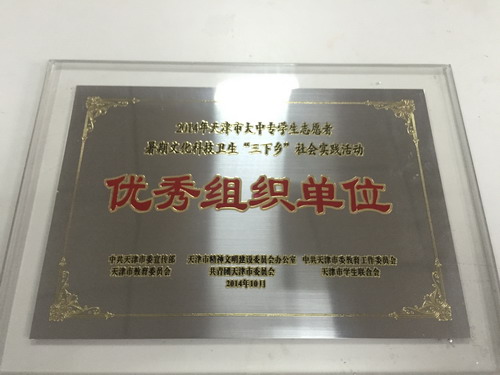 2014年天津市大中专学生志愿者
暑期文化科技卫生“三下乡”社会实践活动
优秀组织单位
中共天津市委宣传部 天津市精神文明建设委员会办公室 中共天津市委教育工作委员会
天津市教育委员会 共青团天津市委员会 天津市学生联合会
2014年10月